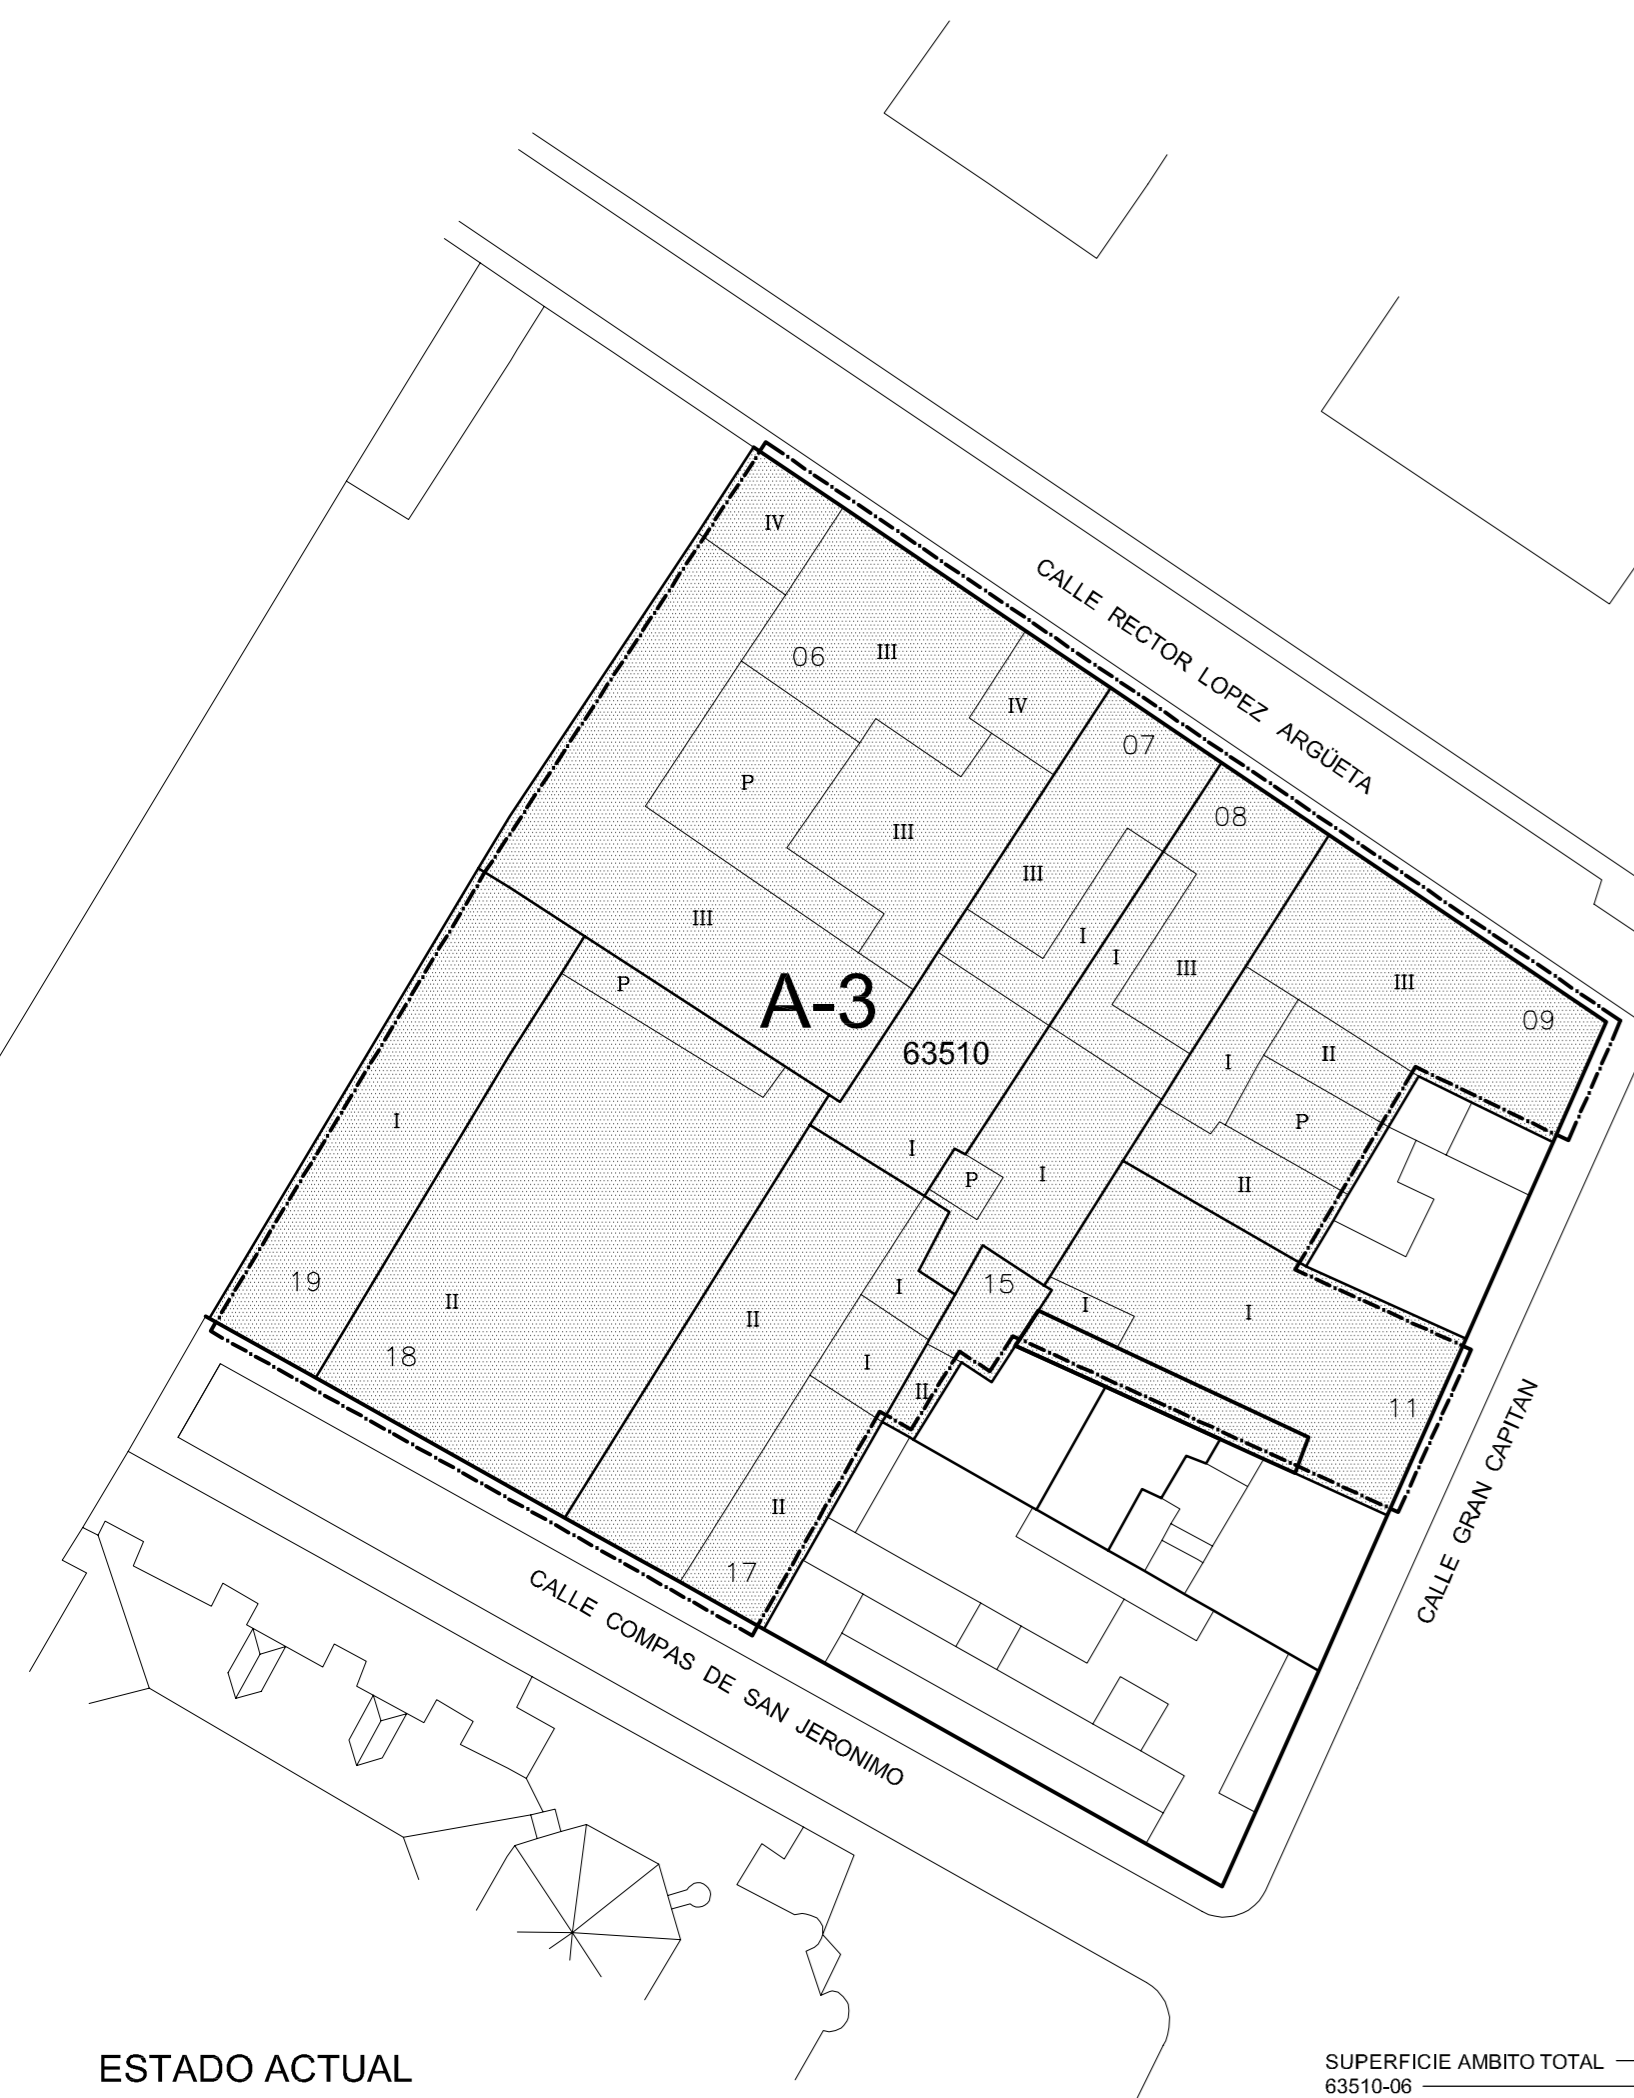 IV
CALLE RECTOR LOPEZ ARGÜETA
06
III
IV
07
P
08
III
III
III
I
I
III
III
P
A-3
09
63510
II
I
I
P
I
P
I
II
19
I
15
I
I
II
II
18
I
II
11
II
17
CALLE GRAN CAPITAN
CALLE COMPAS DE SAN JERONIMO
ESTADO ACTUAL
SUPERFICIE AMBITO TOTAL
63510-06